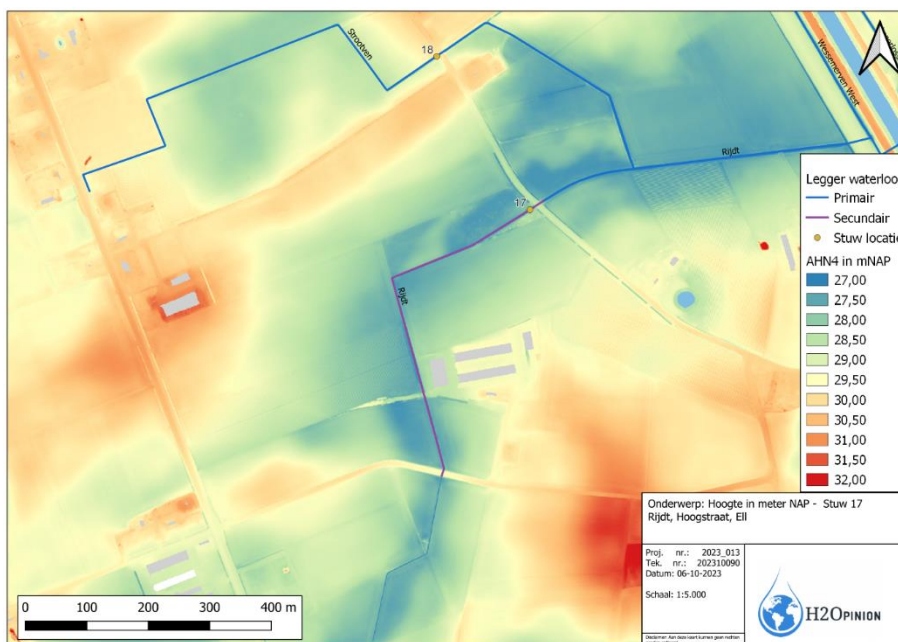 Strootven
18
Wessemerven West
Rijdt
17
Rijdt
Legger waterloo
Primair
Secundair
Stuw locatie
AHN4 in mNAP
27,00
27,50
28,00
28,50
29,00
29,50
30,00
30,50
31,00
31,50
32,00
Onderwerp: Hoogte in meter NAP - Stuw 17
Rijdt, Hoogstraat, Ell
Proj. nr.: 2023_013
Tek. nr.: 202310090
Datum: 06-10-2023
Schaal: 1:5.000
H2OPINION
0 100 200 300 400 m